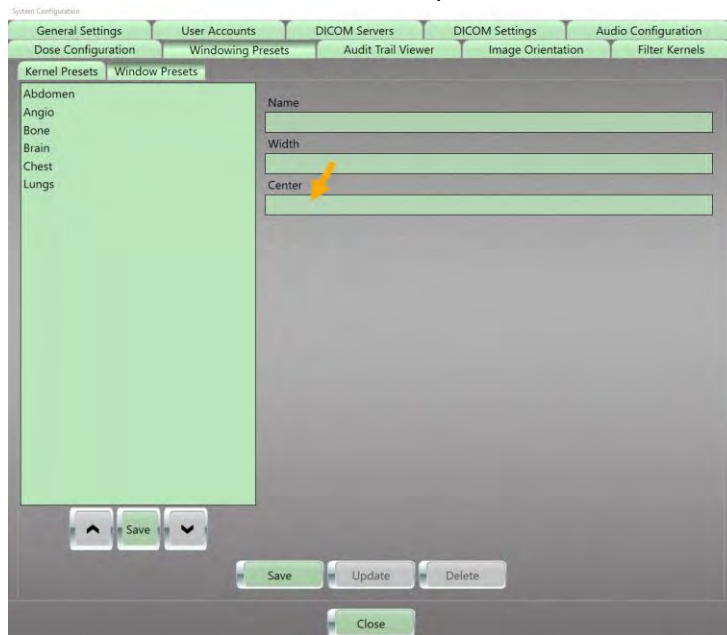 System Configuration
General Settings User Accounts DICOM Servers DICOM Settings Audio Configuration
Dose Configuration Windowing Presets Audit Trail Viewer Image Orientation Filter Kernels
Kernel Presets Window Presets
Abdomen
Angio
Bone
Brain
Chest
Lungs
Name
Width
Center
Save
Save Update Delete
Close